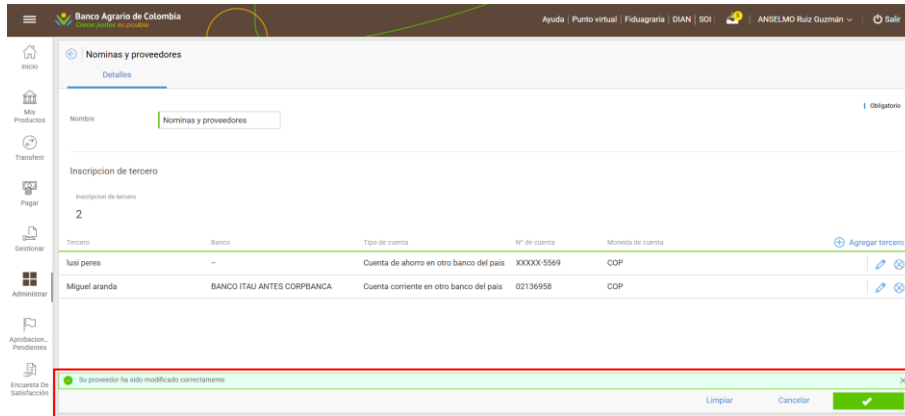 Banco Agrario de Colombia
Crecer juntos es posible
Ayuda | Punto virtual | Fiduagraria | DIAN | SOI | ANSELMO Ruiz Guzmán Salir
Inicio
Mis Productos
Transferir
Pagar
Gestionar
Administrar
Aprobacion... Pendientes
Encuesta De Satisfacción
Nominas y proveedores
Detalles
Obligatorio
Nombre Nominas y proveedores
Inscripcion de tercero
Inscripcion de tercero
2
Tercero Banco Tipo de cuenta N° de cuenta Moneda de cuenta Agregar tercero
lusi peres -- Cuenta de ahorro en otro banco del pais XXXXX-5569 COP
Miguel aranda BANCO ITAU ANTES CORPBANCA Cuenta corriente en otro banco del pais 02136958 COP
Su proveedor ha sido modificado correctamente
Limpiar Cancelar